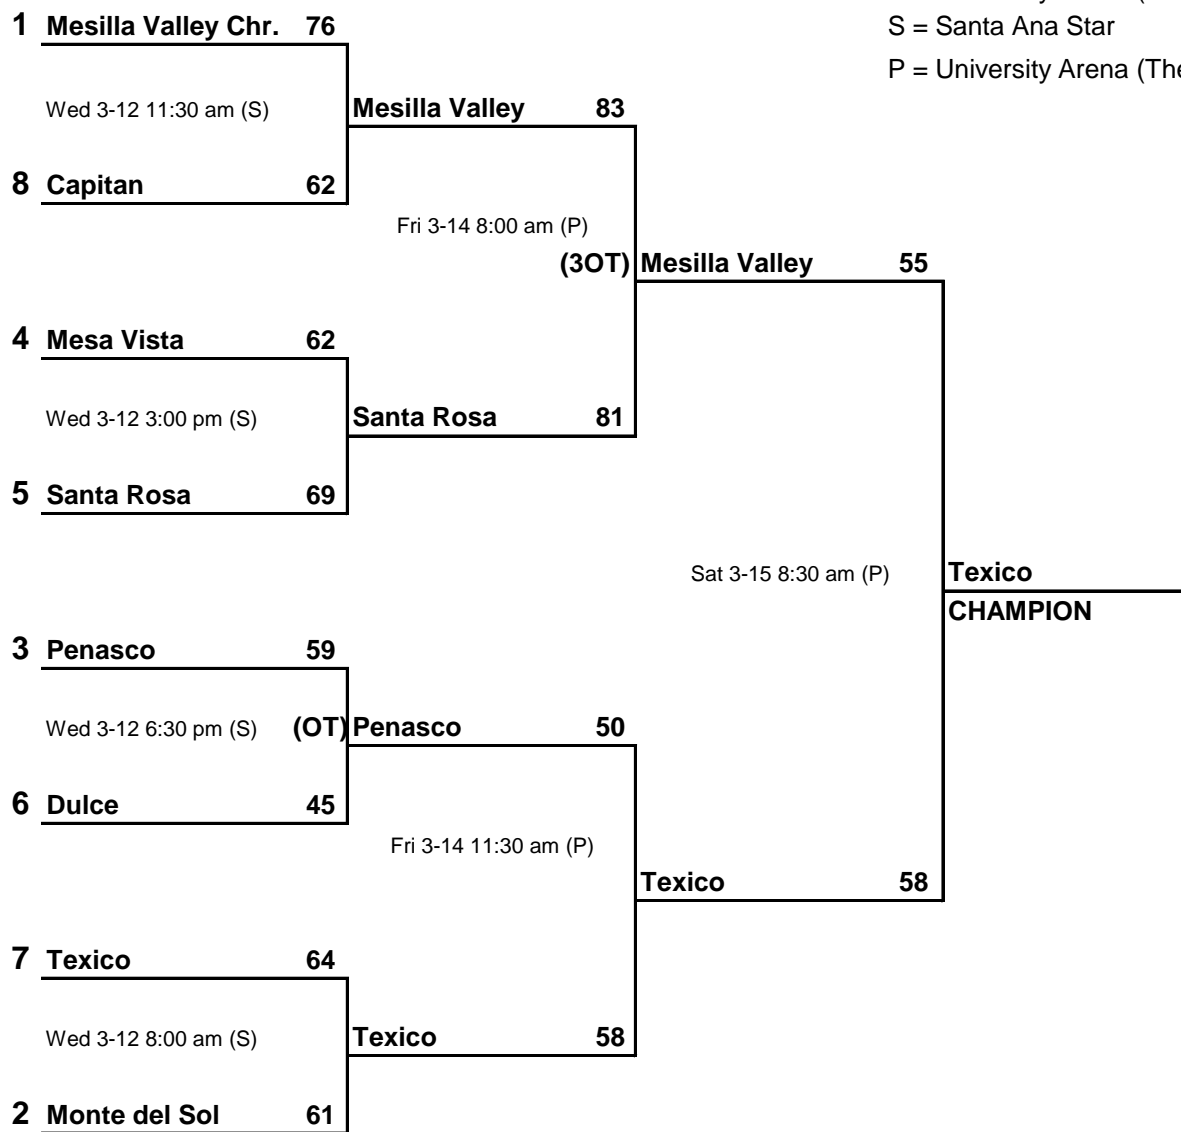 1 Mesilla Valley Chr. 76
S = Santa Ana Star
P = University Arena (The
Wed 3-12 11:30 am (S)
Mesilla Valley 83
8 Capitan 62
Fri 3-14 8:00 am (P)
(3OT) Mesilla Valley 55
4 Mesa Vista 62
Wed 3-12 3:00 pm (S)
Santa Rosa 81
5 Santa Rosa 69
Sat 3-15 8:30 am (P)
Texico
CHAMPION
3 Penasco 59
Wed 3-12 6:30 pm (S)
(OT) Penasco 50
6 Dulce 45
Fri 3-14 11:30 am (P)
Texico 58
7 Texico 64
Wed 3-12 8:00 am (S)
Texico 58
2 Monte del Sol 61